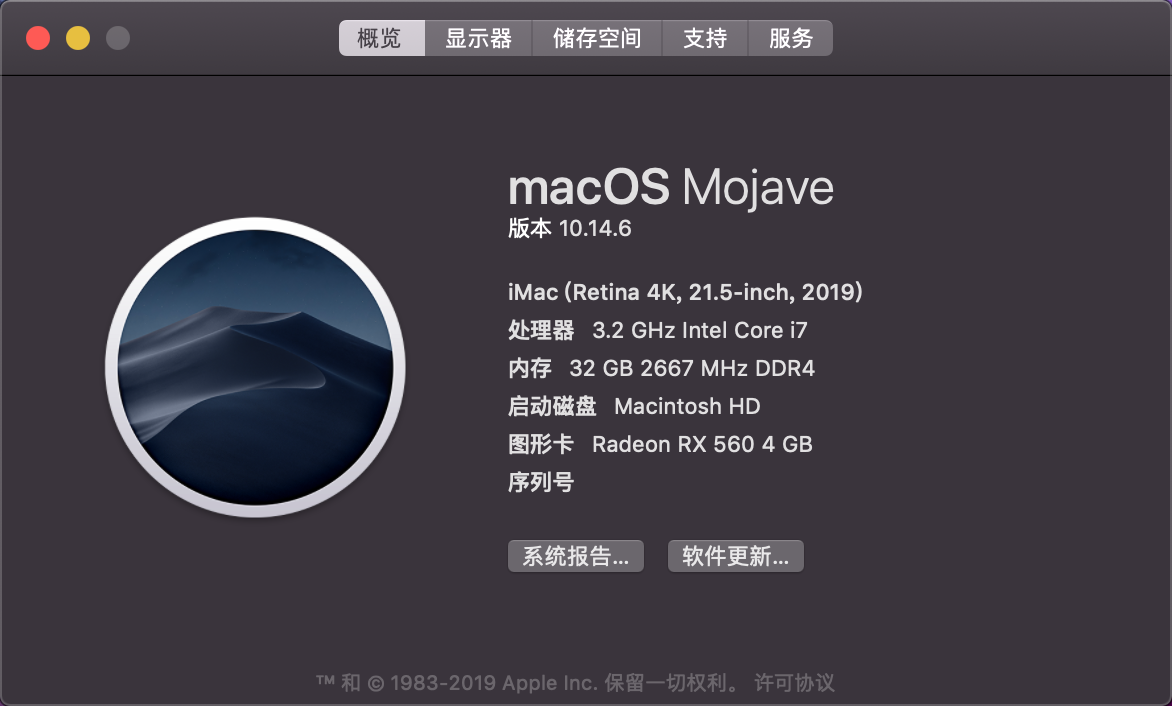 概览 显示器 储存空间 支持 服务
macOS Mojave
版本 10.14.6
iMac (Retina 4K, 21.5-inch, 2019)
处理器 3.2 GHz Intel Core i7
内存 32 GB 2667 MHz DDR4
启动磁盘 Macintosh HD
图形卡 Radeon RX 560 4 GB
序列号
系统报告... 软件更新...
™ 和 © 1983-2019 Apple Inc. 保留一切权利。 许可协议